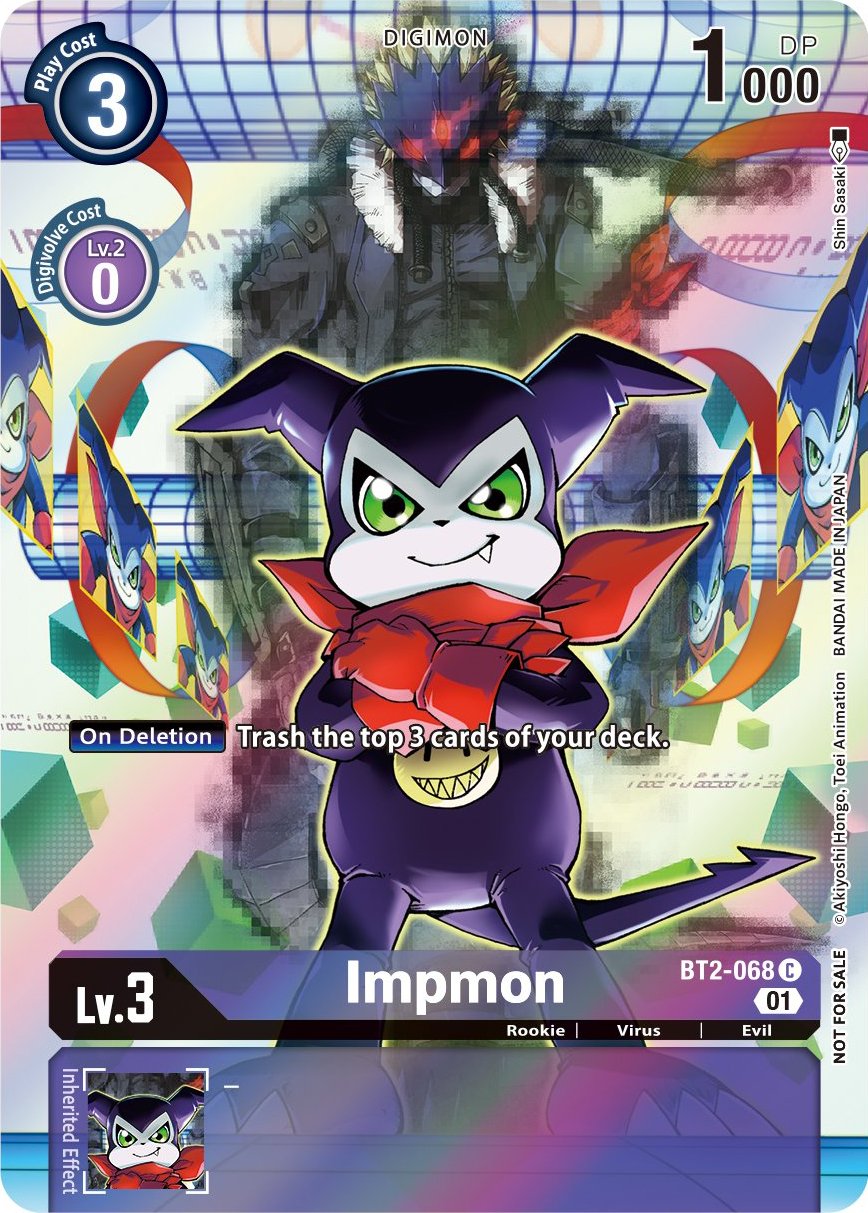 DIGIMON
Play Cost
3
DP
1000
Digivolve Cost
Lv.2
0
Shin Sasaki
On Deletion Trash the top 3 cards of your deck.
©Akiyoshi Hongo, Toei Animation BANDAI MADE IN JAPAN
NOT FOR SALE
Lv.3
Impmon
BT2-068 C
01
Rookie | Virus | Evil
Inherited Effect
–